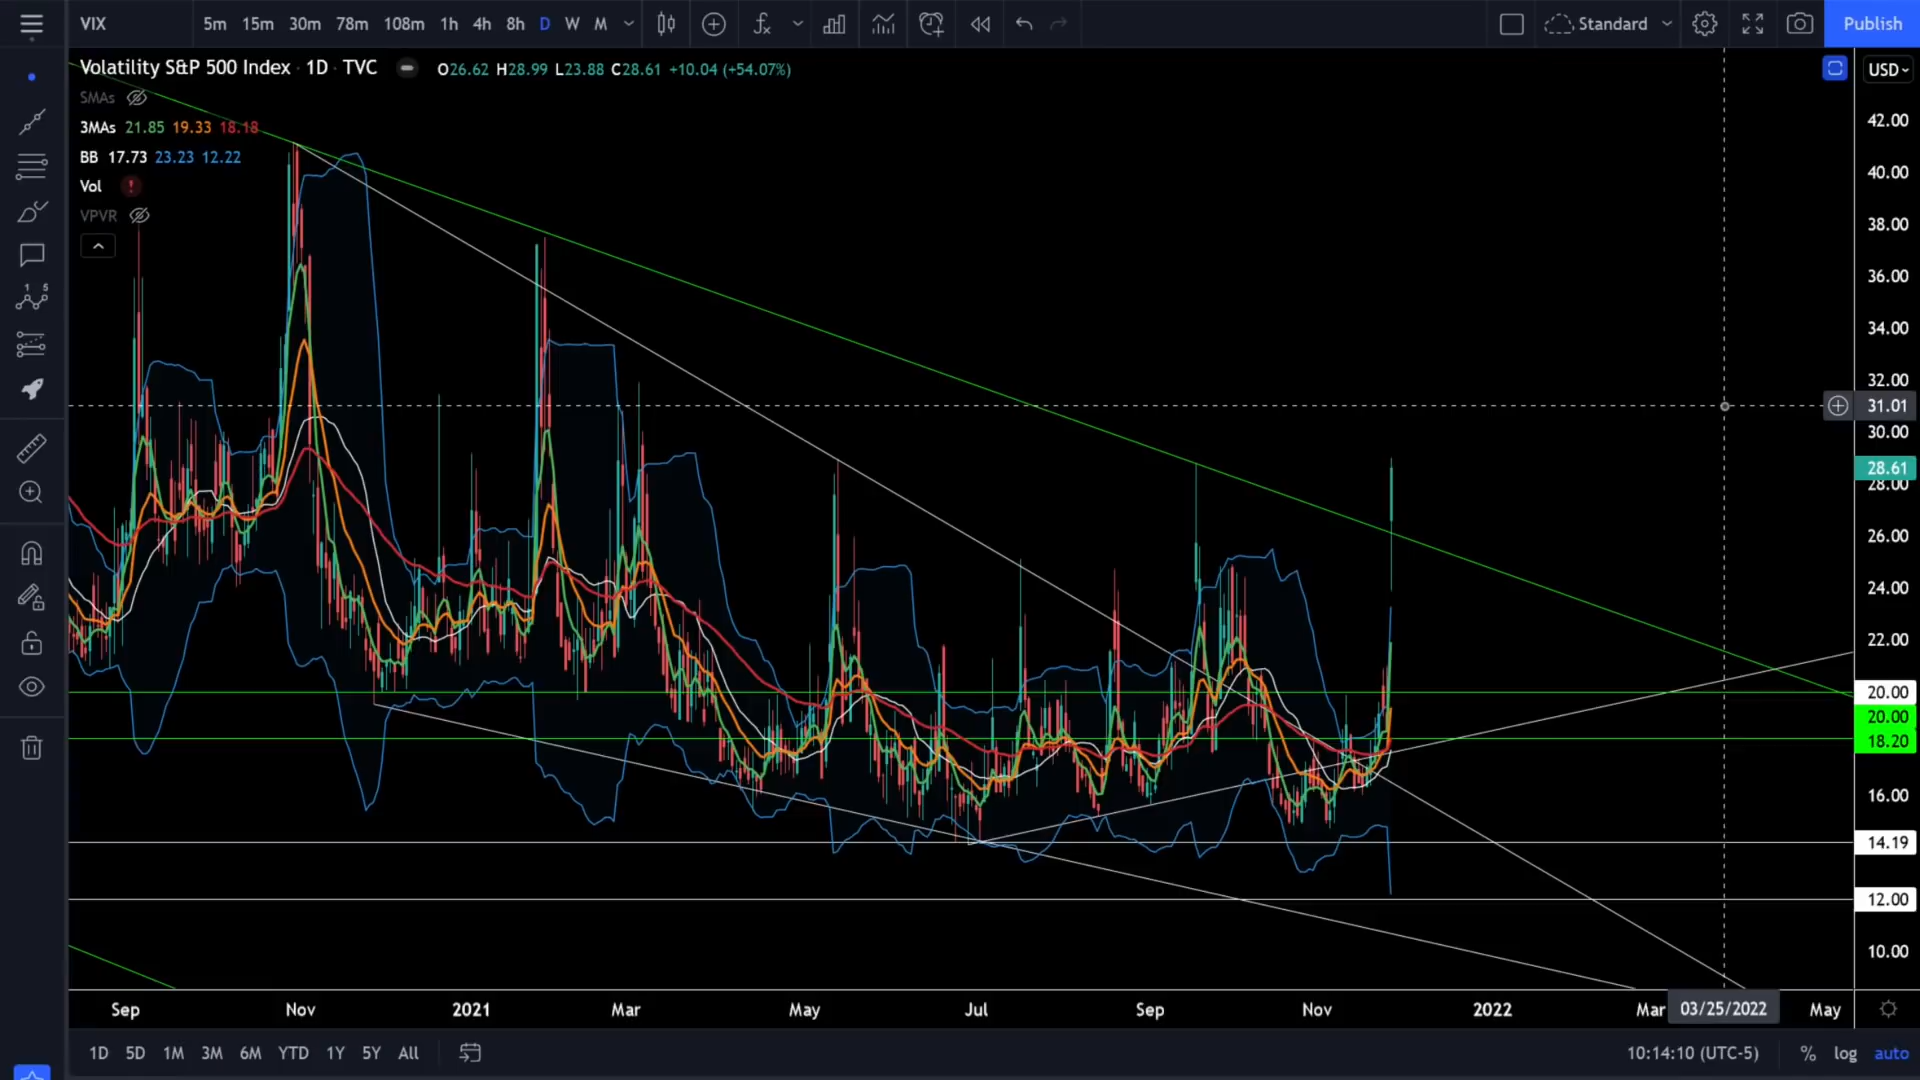 VIX 5m 15m 30m 78m 108m 1h 4h 8h D W M Standard Publish
Volatility S&P 500 Index · 1D · TVC O26.62 H28.99 L23.88 C28.61 +10.04 (+54.07%) USD
SMAs
3MAs 21.85 19.33 18.18
BB 17.73 23.23 12.22
Vol !
VPVR
42.00
40.00
38.00
36.00
34.00
32.00
31.01
30.00
28.61
28.00
26.00
24.00
22.00
20.00
20.00
18.20
16.00
14.19
12.00
10.00
Sep Nov 2021 Mar May Jul Sep Nov 2022 Mar 03/25/2022 May
1D 5D 1M 3M 6M YTD 1Y 5Y All 10:14:10 (UTC-5) % log auto